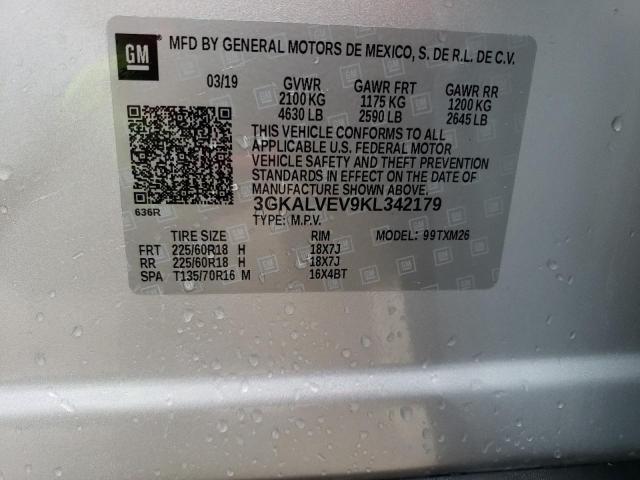 GM MFD BY GENERAL MOTORS DE MEXICO, S. DE R.L. DE C.V.
03/19 GVWR GAWR FRT GAWR RR
2100 KG 1175 KG 1200 KG
4630 LB 2590 LB 2645 LB
THIS VEHICLE CONFORMS TO ALL
APPLICABLE U.S. FEDERAL MOTOR
VEHICLE SAFETY AND THEFT PREVENTION
STANDARDS IN EFFECT ON THE DATE OF
MANUFACTURE SHOWN ABOVE.
3GKALVEV9KL342179
636R TYPE: M.P.V.
TIRE SIZE RIM MODEL: 99TXM26
FRT 225/60R18 H 18X7J
RR 225/60R18 H 18X7J
SPA T135/70R16 M 16X4BT